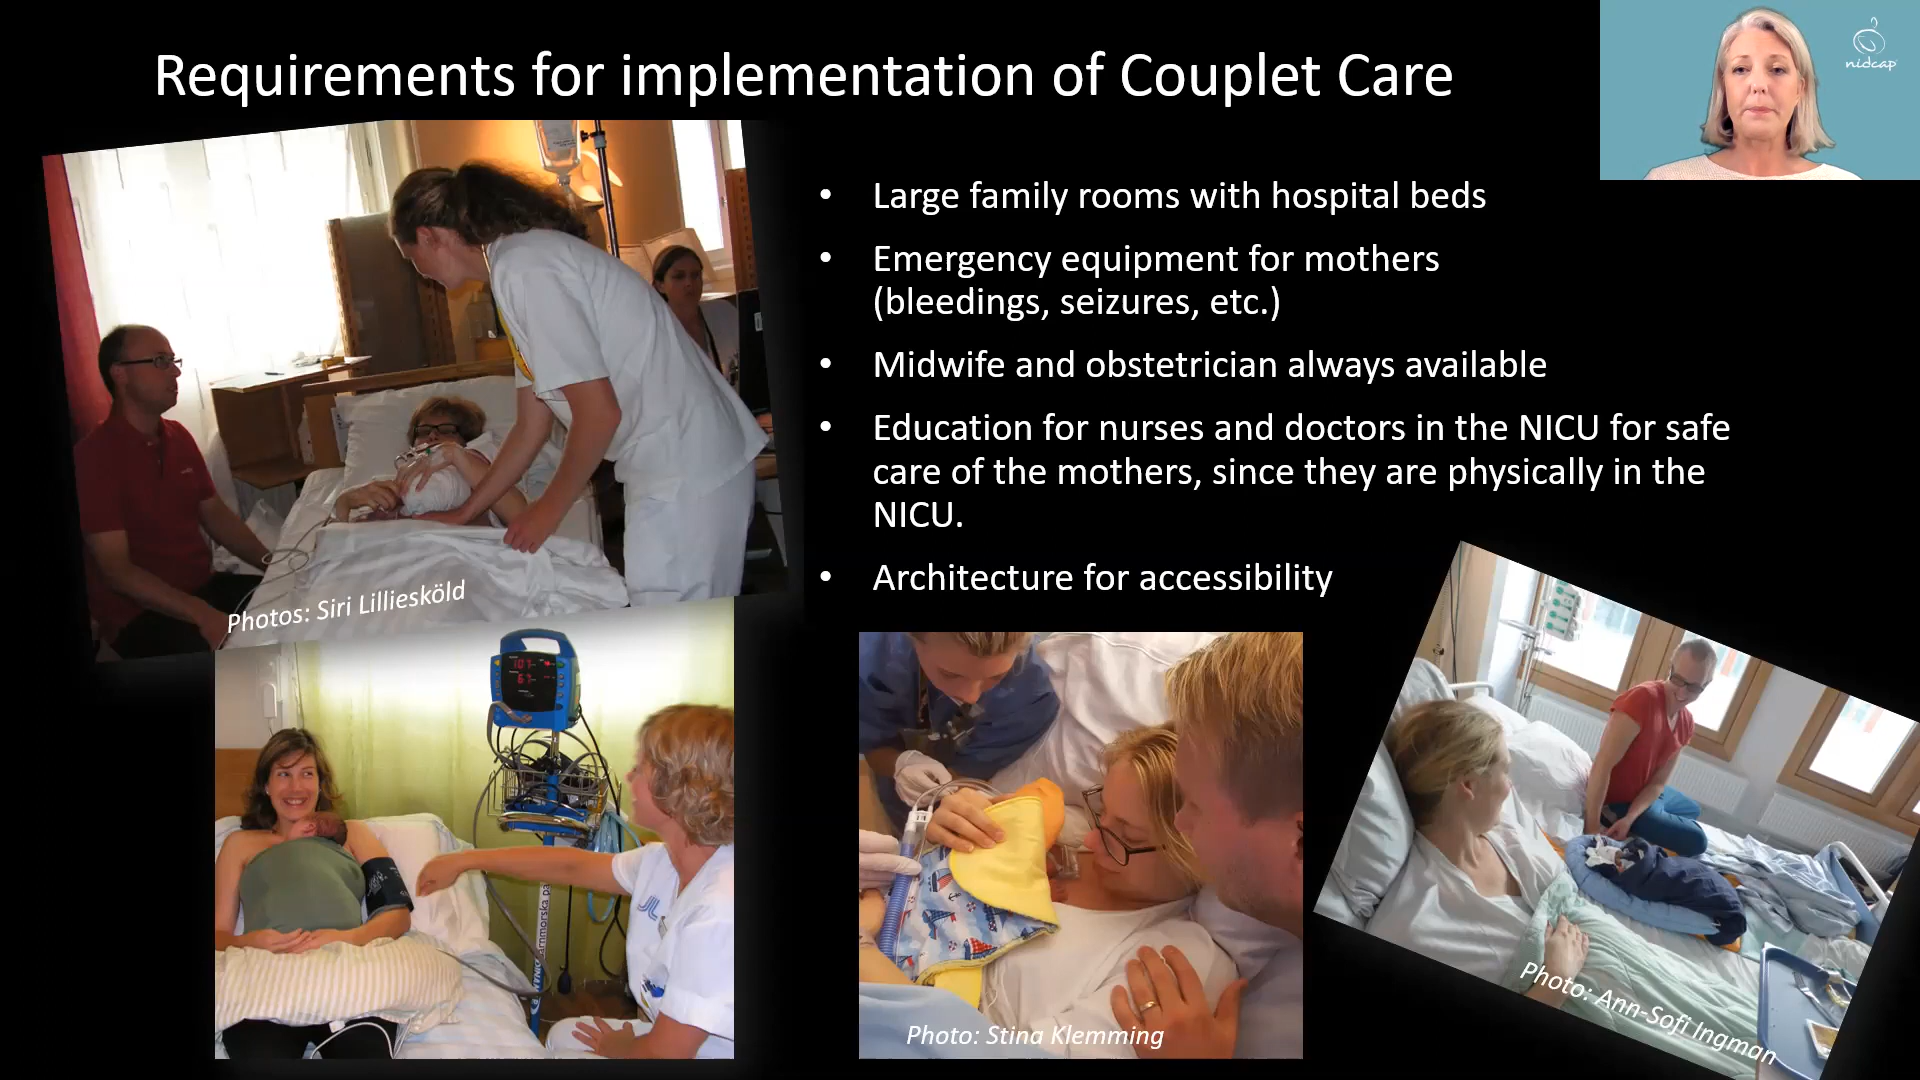 Requirements for implementation of Couplet Care
nidcap
• Large family rooms with hospital beds
• Emergency equipment for mothers
(bleedings, seizures, etc.)
• Midwife and obstetrician always available
• Education for nurses and doctors in the NICU for safe
care of the mothers, since they are physically in the
NICU.
• Architecture for accessibility
Photos: Siri Lilliesköld
107
67
JLL
Photo: Stina Klemming
Photo: Ann-Sofi Ingman